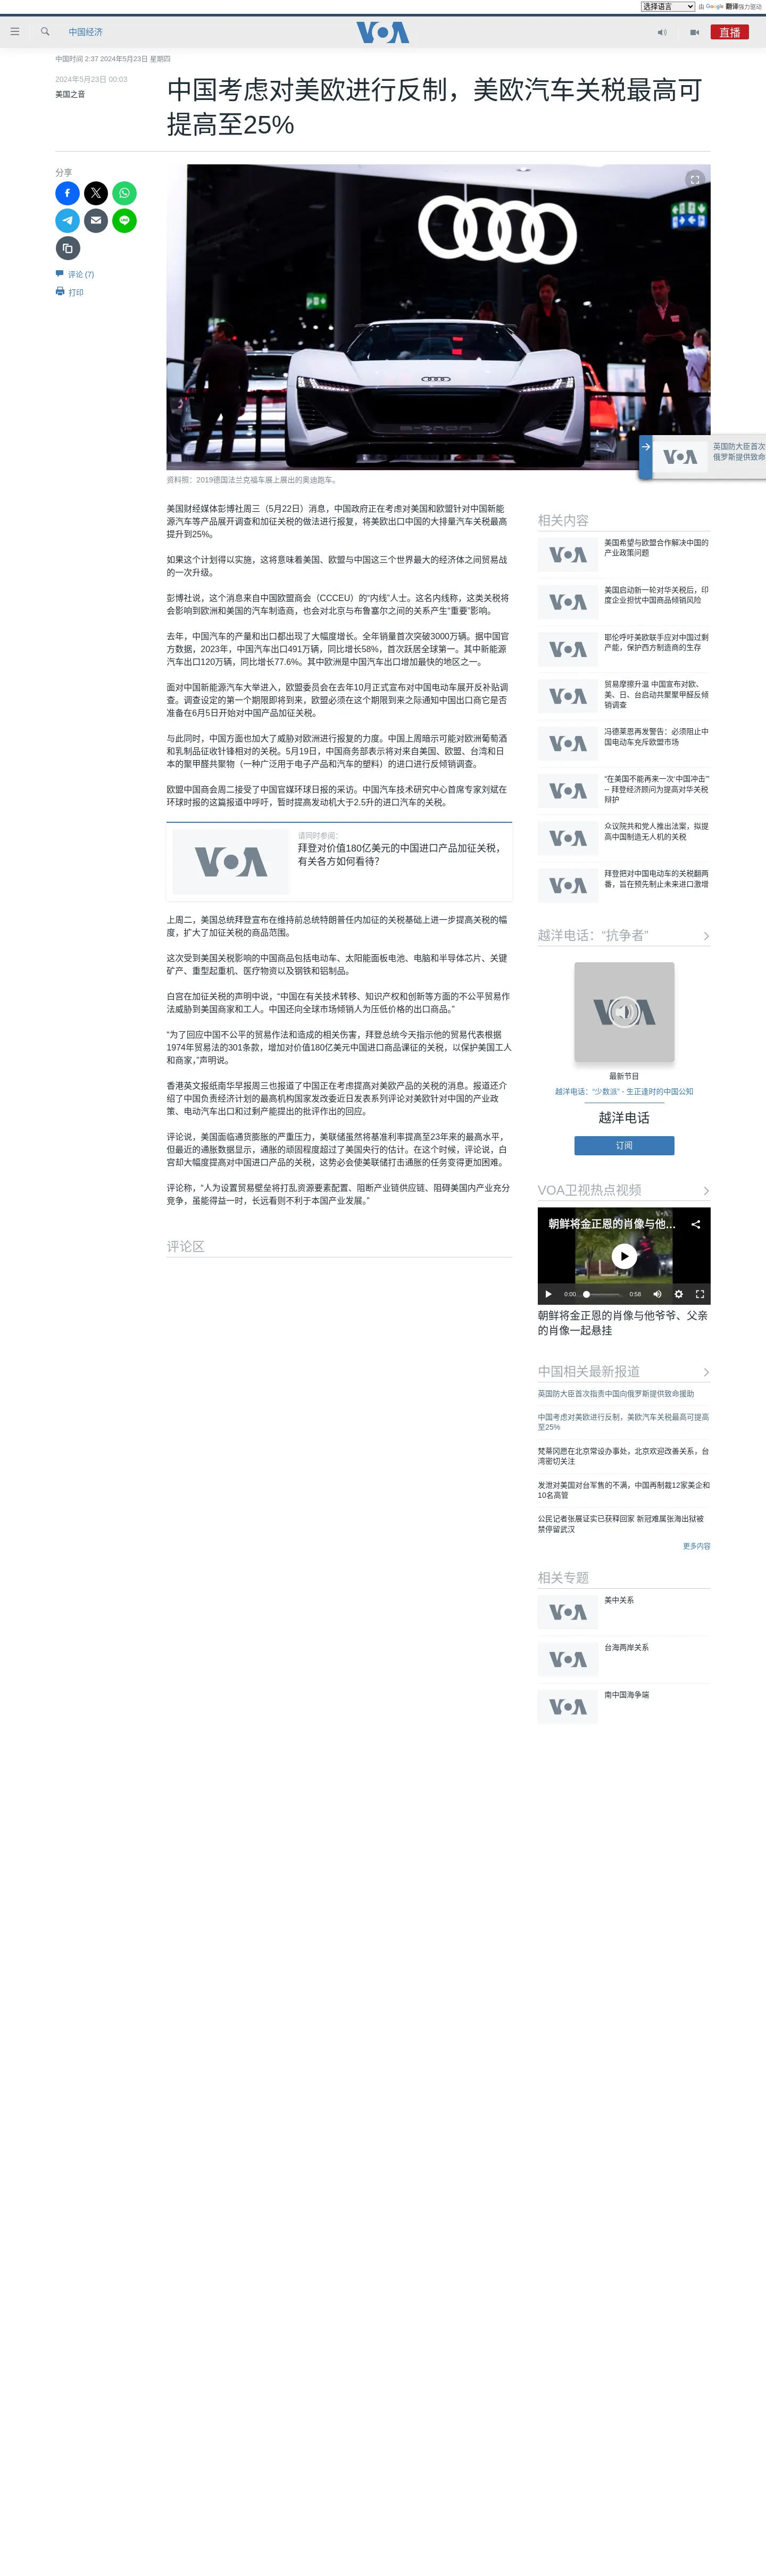 选择语言
由 Google 翻译强力驱动
中国经济
VOA
直播
中国时间 2:37 2024年5月23日 星期四
2024年5月23日 00:03
美国之音
中国考虑对美欧进行反制，美欧汽车关税最高可
提高至25%
分享
评论 (7)
打印
资料照：2019德国法兰克福车展上展出的奥迪跑车。
英国防大臣首次
俄罗斯提供致命
美国财经媒体彭博社周三（5月22日）消息，中国政府正在考虑对美国和欧盟针对中国新能
源汽车等产品展开调查和加征关税的做法进行报复，将美欧出口中国的大排量汽车关税最高
提升到25%。
如果这个计划得以实施，这将意味着美国、欧盟与中国这三个世界最大的经济体之间贸易战
的一次升级。
彭博社说，这个消息来自中国欧盟商会（CCCEU）的“内线”人士。这名内线称，这类关税将
会影响到欧洲和美国的汽车制造商，也会对北京与布鲁塞尔之间的关系产生“重要”影响。
去年，中国汽车的产量和出口都出现了大幅度增长。全年销量首次突破3000万辆。据中国官
方数据，2023年，中国汽车出口491万辆，同比增长58%，首次跃居全球第一。其中新能源
汽车出口120万辆，同比增长77.6%。其中欧洲是中国汽车出口增加最快的地区之一。
面对中国新能源汽车大举进入，欧盟委员会在去年10月正式宣布对中国电动车展开反补贴调
查。调查设定的第一个期限即将到来，欧盟必须在这个期限到来之际通知中国出口商它是否
准备在6月5日开始对中国产品加征关税。
与此同时，中国方面也加大了威胁对欧洲报复的力度。中国上周暗示可能对欧洲葡萄酒
和乳制品征收针锋相对的关税。5月19日，中国商务部表示将对来自美国、欧盟、台湾和日
本的聚甲醛共聚物（一种广泛用于电子产品和汽车的塑料）的进口进行反倾销调查。
欧盟中国商会周二接受了中国官媒环球日报的采访。中国汽车技术研究中心首席专家刘斌在
环球时报的这篇报道中呼吁，暂时提高发动机大于2.5升的进口汽车的关税。
VOA
请同时参阅：
拜登对价值180亿美元的中国进口产品加征关税，
有关各方如何看待？
上周二，美国总统拜登宣布在维持前总统特朗普任内加征的关税基础上进一步提高关税的幅
度，扩大了加征关税的商品范围。
这次受到美国关税影响的中国商品包括电动车、太阳能面板电池、电脑和半导体芯片、关键
矿产、重型起重机、医疗物资以及钢铁和铝制品。
白宫在加征关税的声明中说，“中国在有关技术转移、知识产权和创新等方面的不公平贸易作
法威胁到美国商家和工人。中国还向全球市场倾销人为压低价格的出口商品。”
“为了回应中国不公平的贸易作法和造成的相关伤害，拜登总统今天指示他的贸易代表根据
1974年贸易法的301条款，增加对价值180亿美元中国进口商品课征的关税，以保护美国工人
和商家，”声明说。
香港英文报纸南华早报周三也报道了中国正在考虑提高对美欧产品的关税的消息。报道还介
绍了中国负责经济计划的最高机构国家发改委近日发表系列评论对美欧针对中国的产业政
策、电动汽车出口和过剩产能提出的批评作出的回应。
评论说，美国面临通货膨胀的严重压力，美联储虽然将基准利率提高至23年来的最高水平，
但最近的通胀数据显示，通胀的顽固程度超过了美国央行的估计。在这个时候，评论说，白
宫却大幅度提高对中国进口产品的关税，这势必会使美联储打击通胀的任务变得更加困难。
评论称，“人为设置贸易壁垒将打乱资源要素配置、阻断产业链供应链、阻碍美国内产业充分
竞争，虽能得益一时，长远看则不利于本国产业发展。”
评论区
相关内容
美国希望与欧盟合作解决中国的
产业政策问题
美国启动新一轮对华关税后，印
度企业担忧中国商品倾销风险
耶伦呼吁美欧联手应对中国过剩
产能，保护西方制造商的生存
贸易摩擦升温 中国宣布对欧、
美、日、台启动共聚聚甲醛反倾
销调查
冯德莱恩再发警告：必须阻止中
国电动车充斥欧盟市场
“在美国不能再来一次‘中国冲击’”
-- 拜登经济顾问为提高对华关税
辩护
众议院共和党人推出法案，拟提
高中国制造无人机的关税
拜登把对中国电动车的关税翻两
番，旨在预先制止未来进口激增
越洋电话：“抗争者”
最新节目
越洋电话：“少数派” - 生正逢时的中国公知
越洋电话
订阅
VOA卫视热点视频
朝鲜将金正恩的肖像与他...
0:00
0:58
朝鲜将金正恩的肖像与他爷爷、父亲
的肖像一起悬挂
中国相关最新报道
英国防大臣首次指责中国向俄罗斯提供致命援助
中国考虑对美欧进行反制，美欧汽车关税最高可提高
至25%
梵蒂冈愿在北京常设办事处，北京欢迎改善关系，台
湾密切关注
发泄对美国对台军售的不满，中国再制裁12家美企和
10名高管
公民记者张展证实已获释回家 新冠难属张海出狱被
禁停留武汉
更多内容
相关专题
美中关系
台海两岸关系
南中国海争端